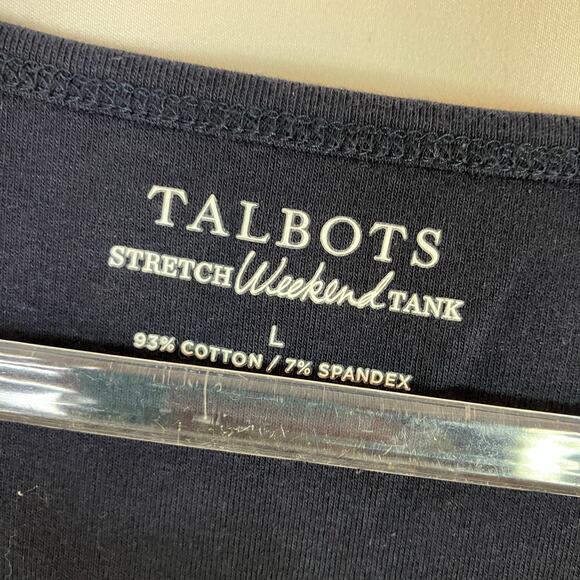 TALBOTS
STRETCH Weekend TANK
L
93% COTTON / 7% SPANDEX